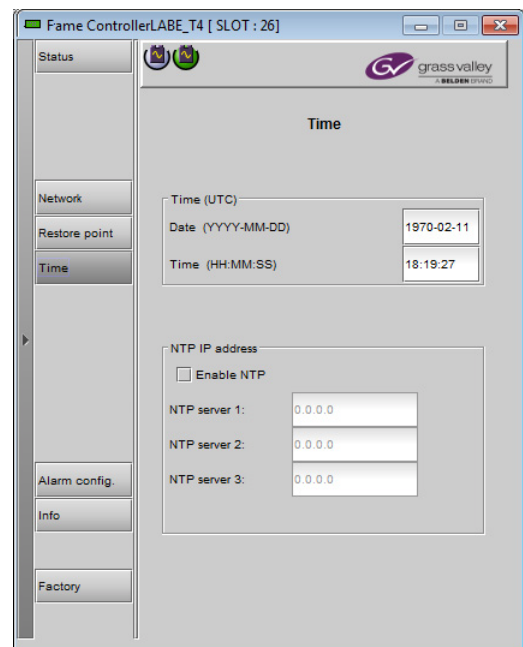 Fame ControllerLABE_T4 [ SLOT : 26]
Status
grass valley
A BELDEN BRAND
Time
Network
Restore point
Time
Time (UTC)
Date (YYYY-MM-DD)
1970-02-11
Time (HH:MM:SS)
18:19:27
NTP IP address
Enable NTP
NTP server 1:
0.0.0.0
NTP server 2:
0.0.0.0
NTP server 3:
0.0.0.0
Alarm config.
Info
Factory